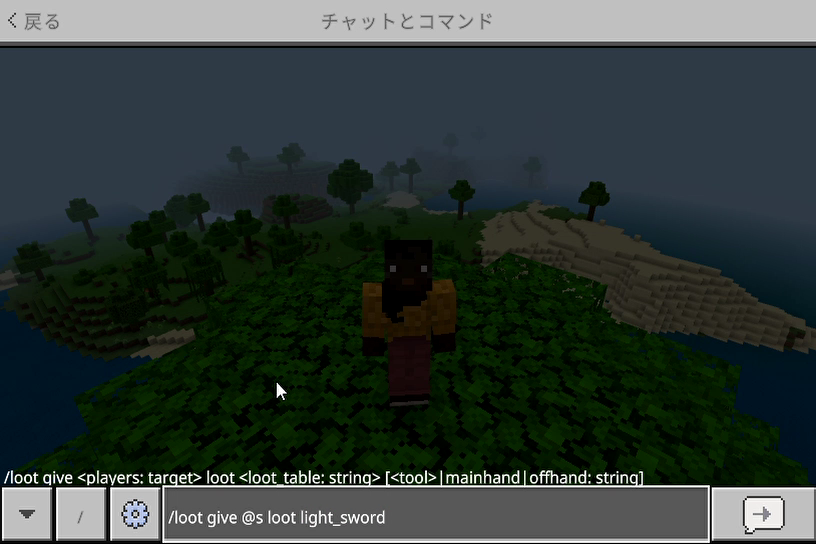 戻る
チャットとコマンド
/loot give <players: target> loot <loot_table: string> [<tool>|mainhand|offhand: string]
/
/loot give @s loot light_sword